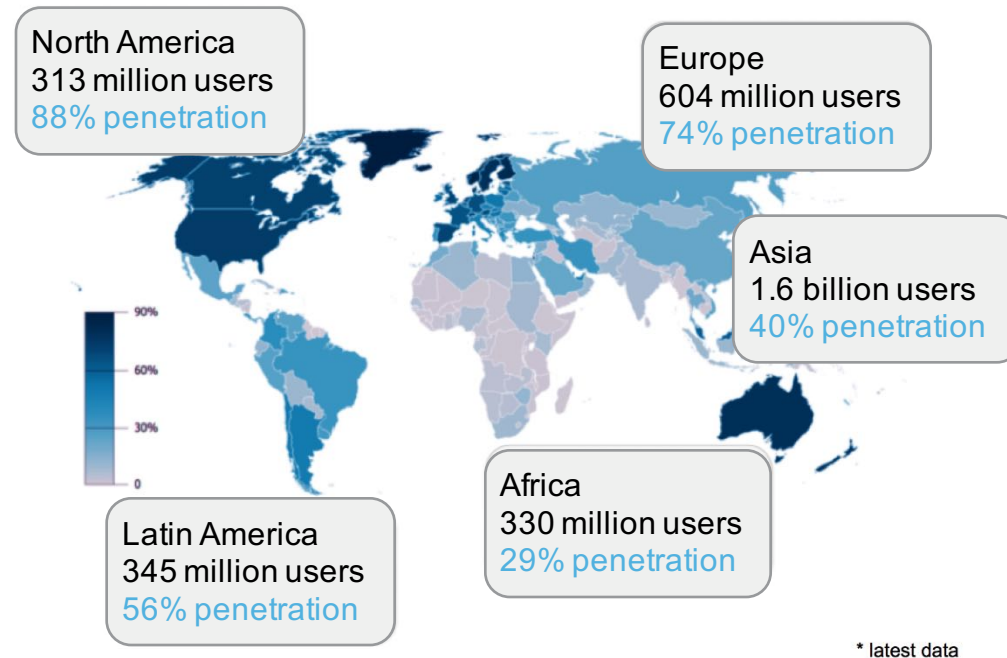 North America
313 million users
88% penetration
Europe
604 million users
74% penetration
Asia
1.6 billion users
40% penetration
90%
60%
30%
0
Africa
330 million users
29% penetration
Latin America
345 million users
56% penetration
* latest data